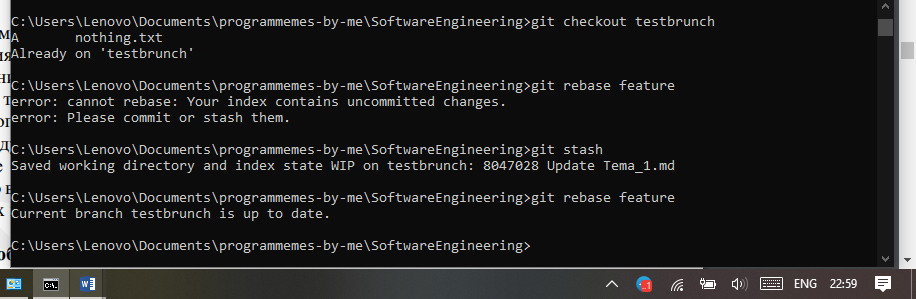 C:\Users\Lenovo\Documents\programmemes-by-me\SoftwareEngineering>git checkout testbrunch
A       nothing.txt
Already on 'testbrunch'
C:\Users\Lenovo\Documents\programmemes-by-me\SoftwareEngineering>git rebase feature
error: cannot rebase: Your index contains uncommitted changes.
error: Please commit or stash them.
C:\Users\Lenovo\Documents\programmemes-by-me\SoftwareEngineering>git stash
Saved working directory and index state WIP on testbrunch: 8047028 Update Tema_1.md
C:\Users\Lenovo\Documents\programmemes-by-me\SoftwareEngineering>git rebase feature
Current branch testbrunch is up to date.
C:\Users\Lenovo\Documents\programmemes-by-me\SoftwareEngineering>
ENG 22:59